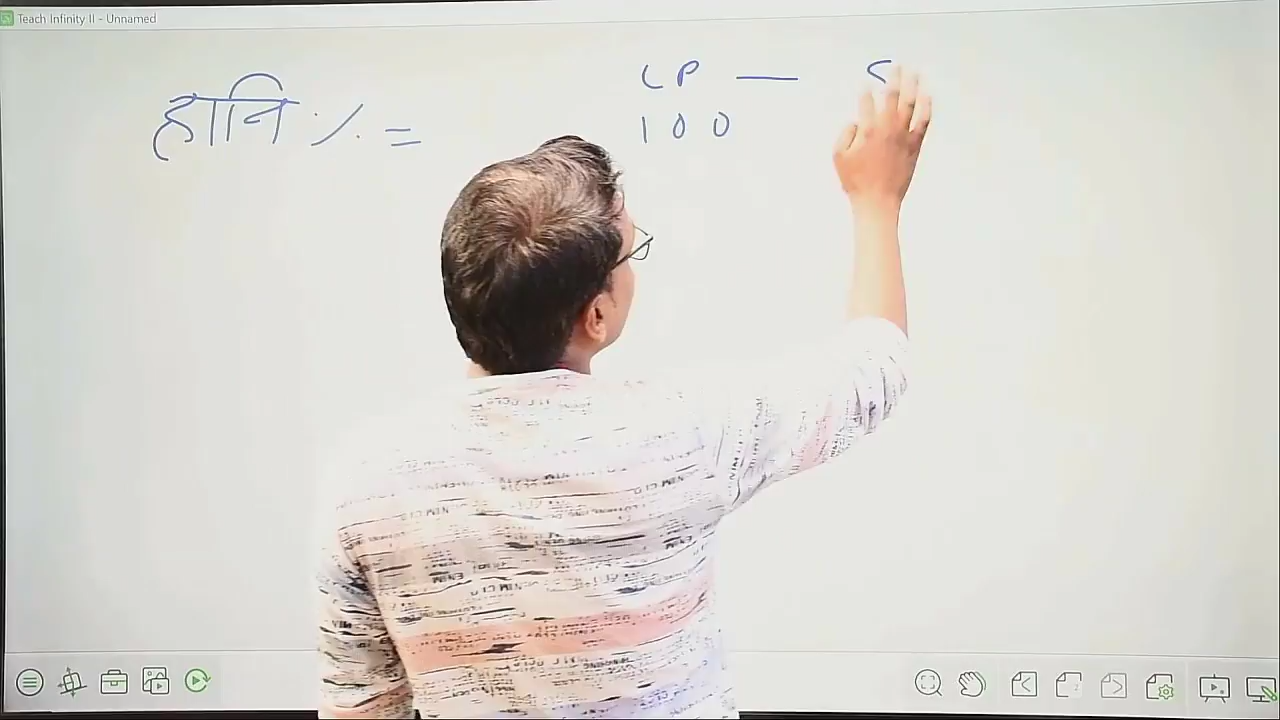 Teach Infinity II - Unnamed
हानि % =
CP — S
100